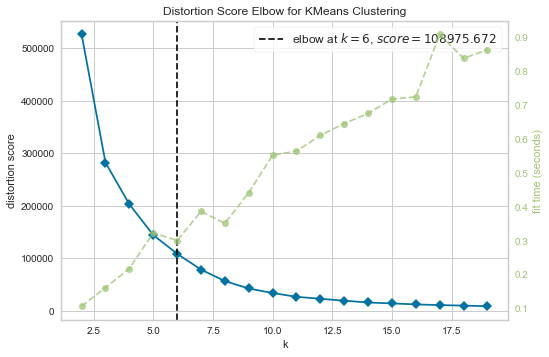 Distortion Score Elbow for KMeans Clustering
elbow at k = 6, score = 108975.672
distortion score
500000
400000
300000
200000
100000
0
0.9
0.8
0.7
0.6
0.5
0.4
0.3
0.2
0.1
fit time (seconds)
2.5 5.0 7.5 10.0 12.5 15.0 17.5
k